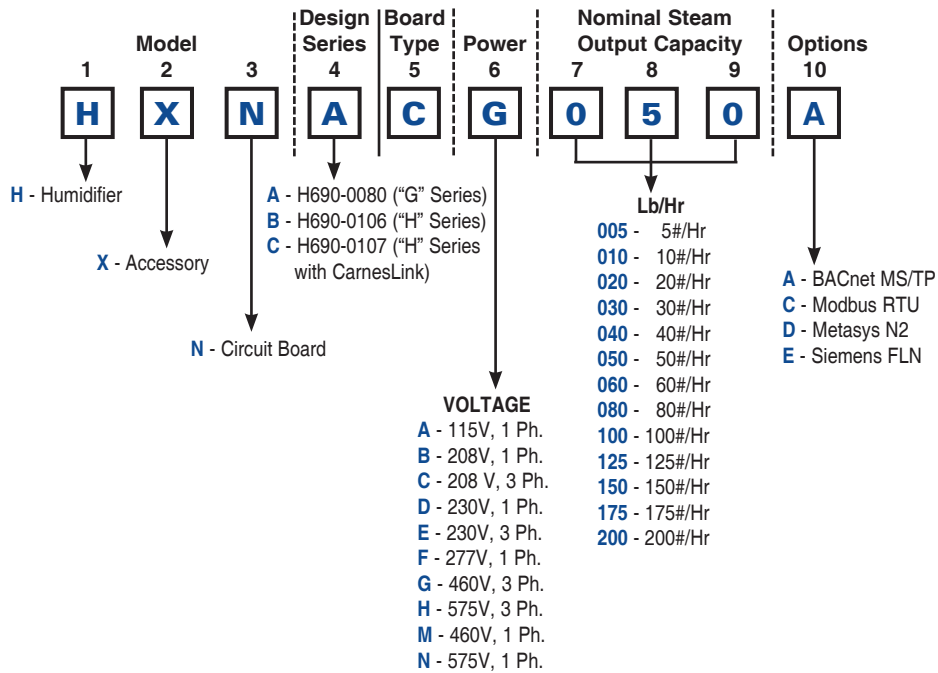 Model
Design Series
Board Type
Power
Nominal Steam Output Capacity
Options
1 2 3 4 5 6 7 8 9 10
H X N A C G 0 5 0 A
H - Humidifier
X - Accessory
N - Circuit Board
A - H690-0080 (“G” Series)
B - H690-0106 (“H” Series)
C - H690-0107 (“H” Series
with CarnesLink)
VOLTAGE
A - 115V, 1 Ph.
B - 208V, 1 Ph.
C - 208 V, 3 Ph.
D - 230V, 1 Ph.
E - 230V, 3 Ph.
F - 277V, 1 Ph.
G - 460V, 3 Ph.
H - 575V, 3 Ph.
M - 460V, 1 Ph.
N - 575V, 1 Ph.
Lb/Hr
005 - 5#/Hr
010 - 10#/Hr
020 - 20#/Hr
030 - 30#/Hr
040 - 40#/Hr
050 - 50#/Hr
060 - 60#/Hr
080 - 80#/Hr
100 - 100#/Hr
125 - 125#/Hr
150 - 150#/Hr
175 - 175#/Hr
200 - 200#/Hr
A - BACnet MS/TP
C - Modbus RTU
D - Metasys N2
E - Siemens FLN